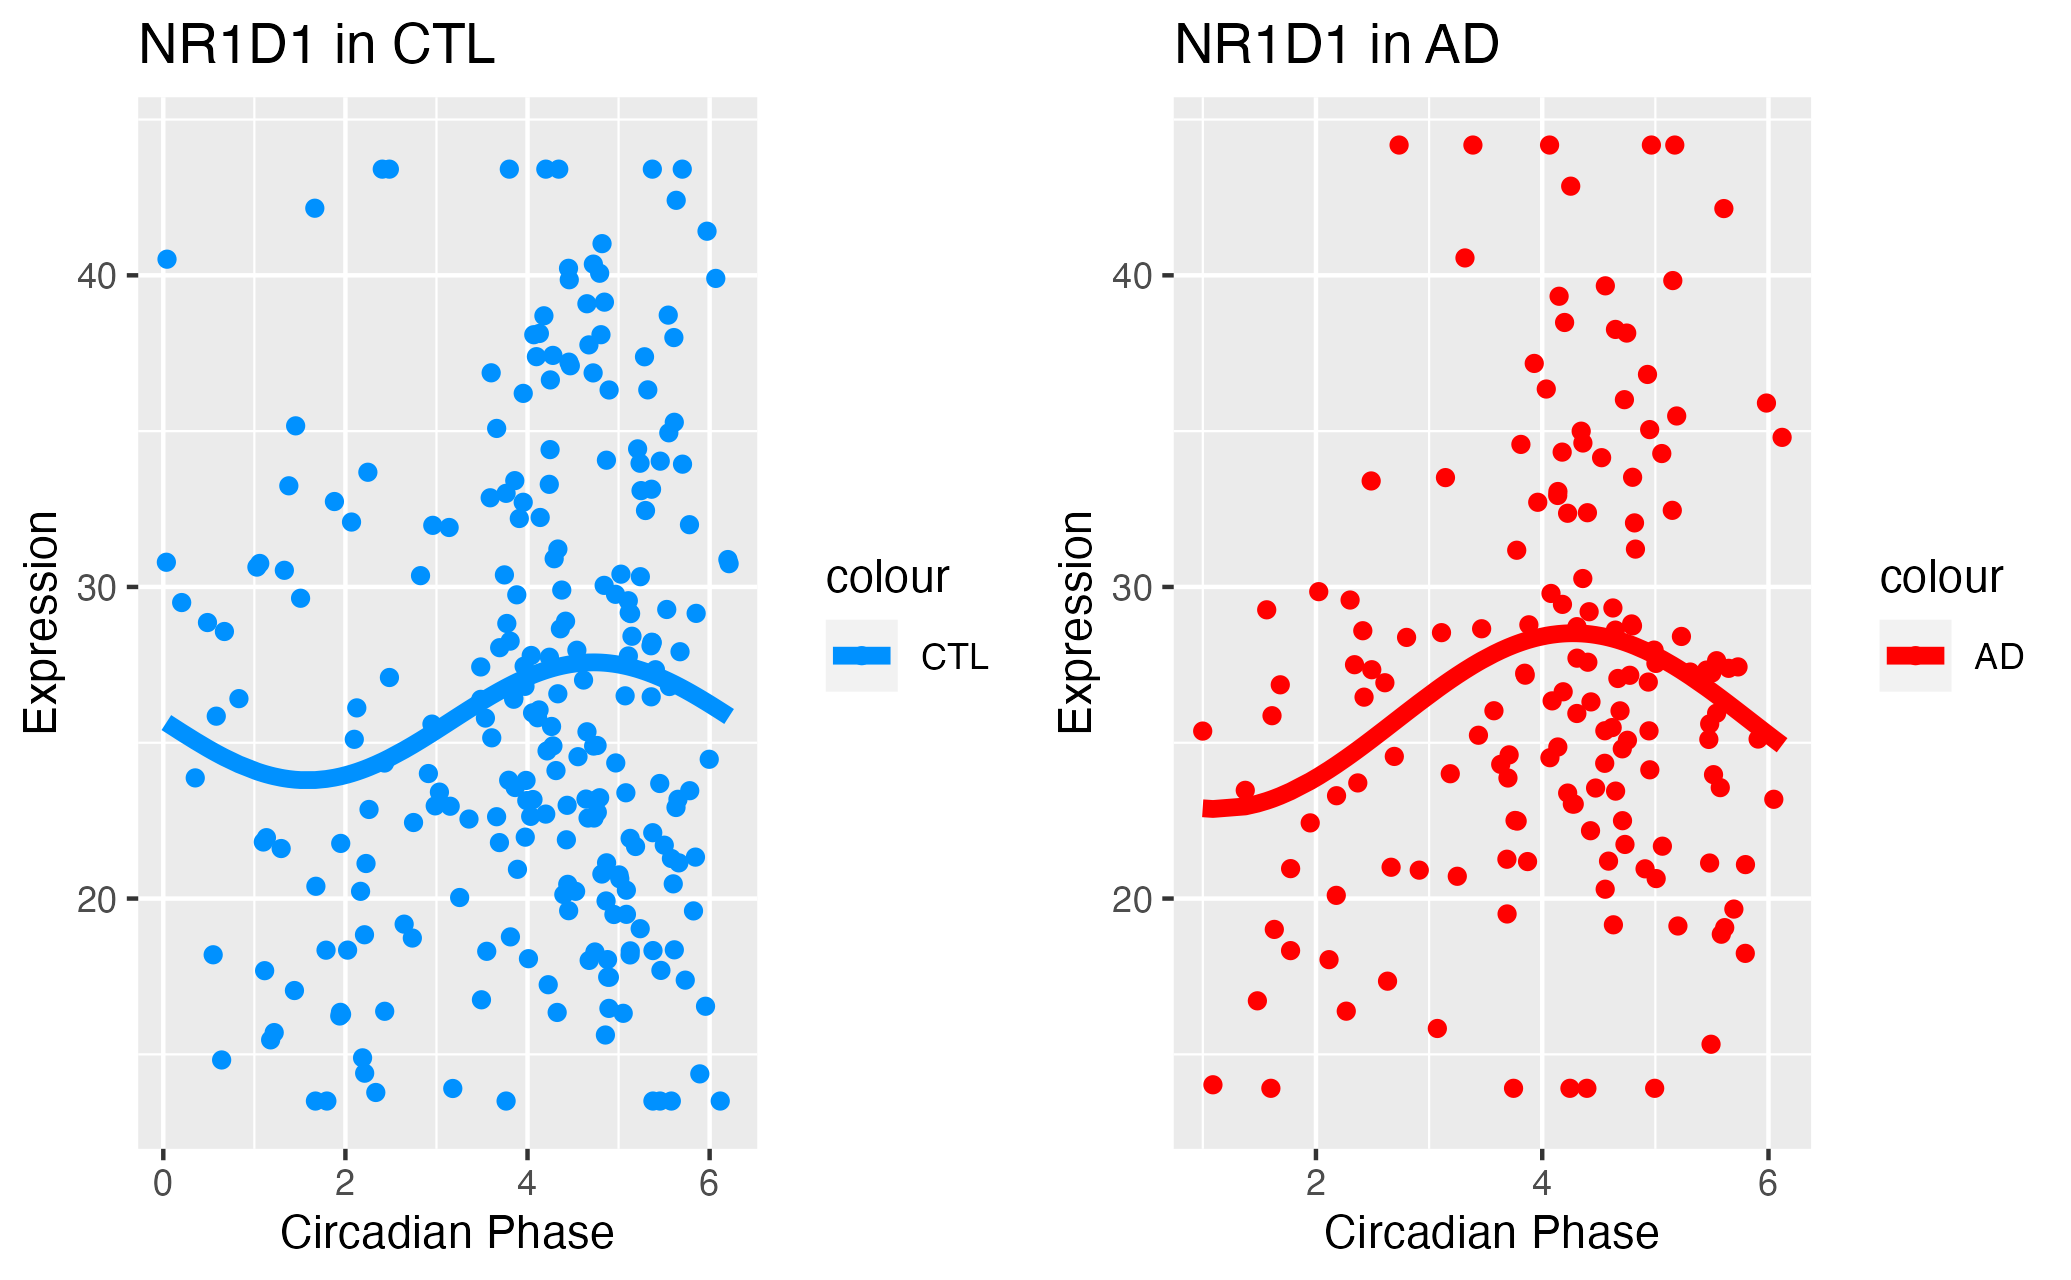 NR1D1 in CTL
Expression
40
30
20
0 2 4 6
Circadian Phase
colour
CTL
NR1D1 in AD
Expression
40
30
20
2 4 6
Circadian Phase
colour
AD